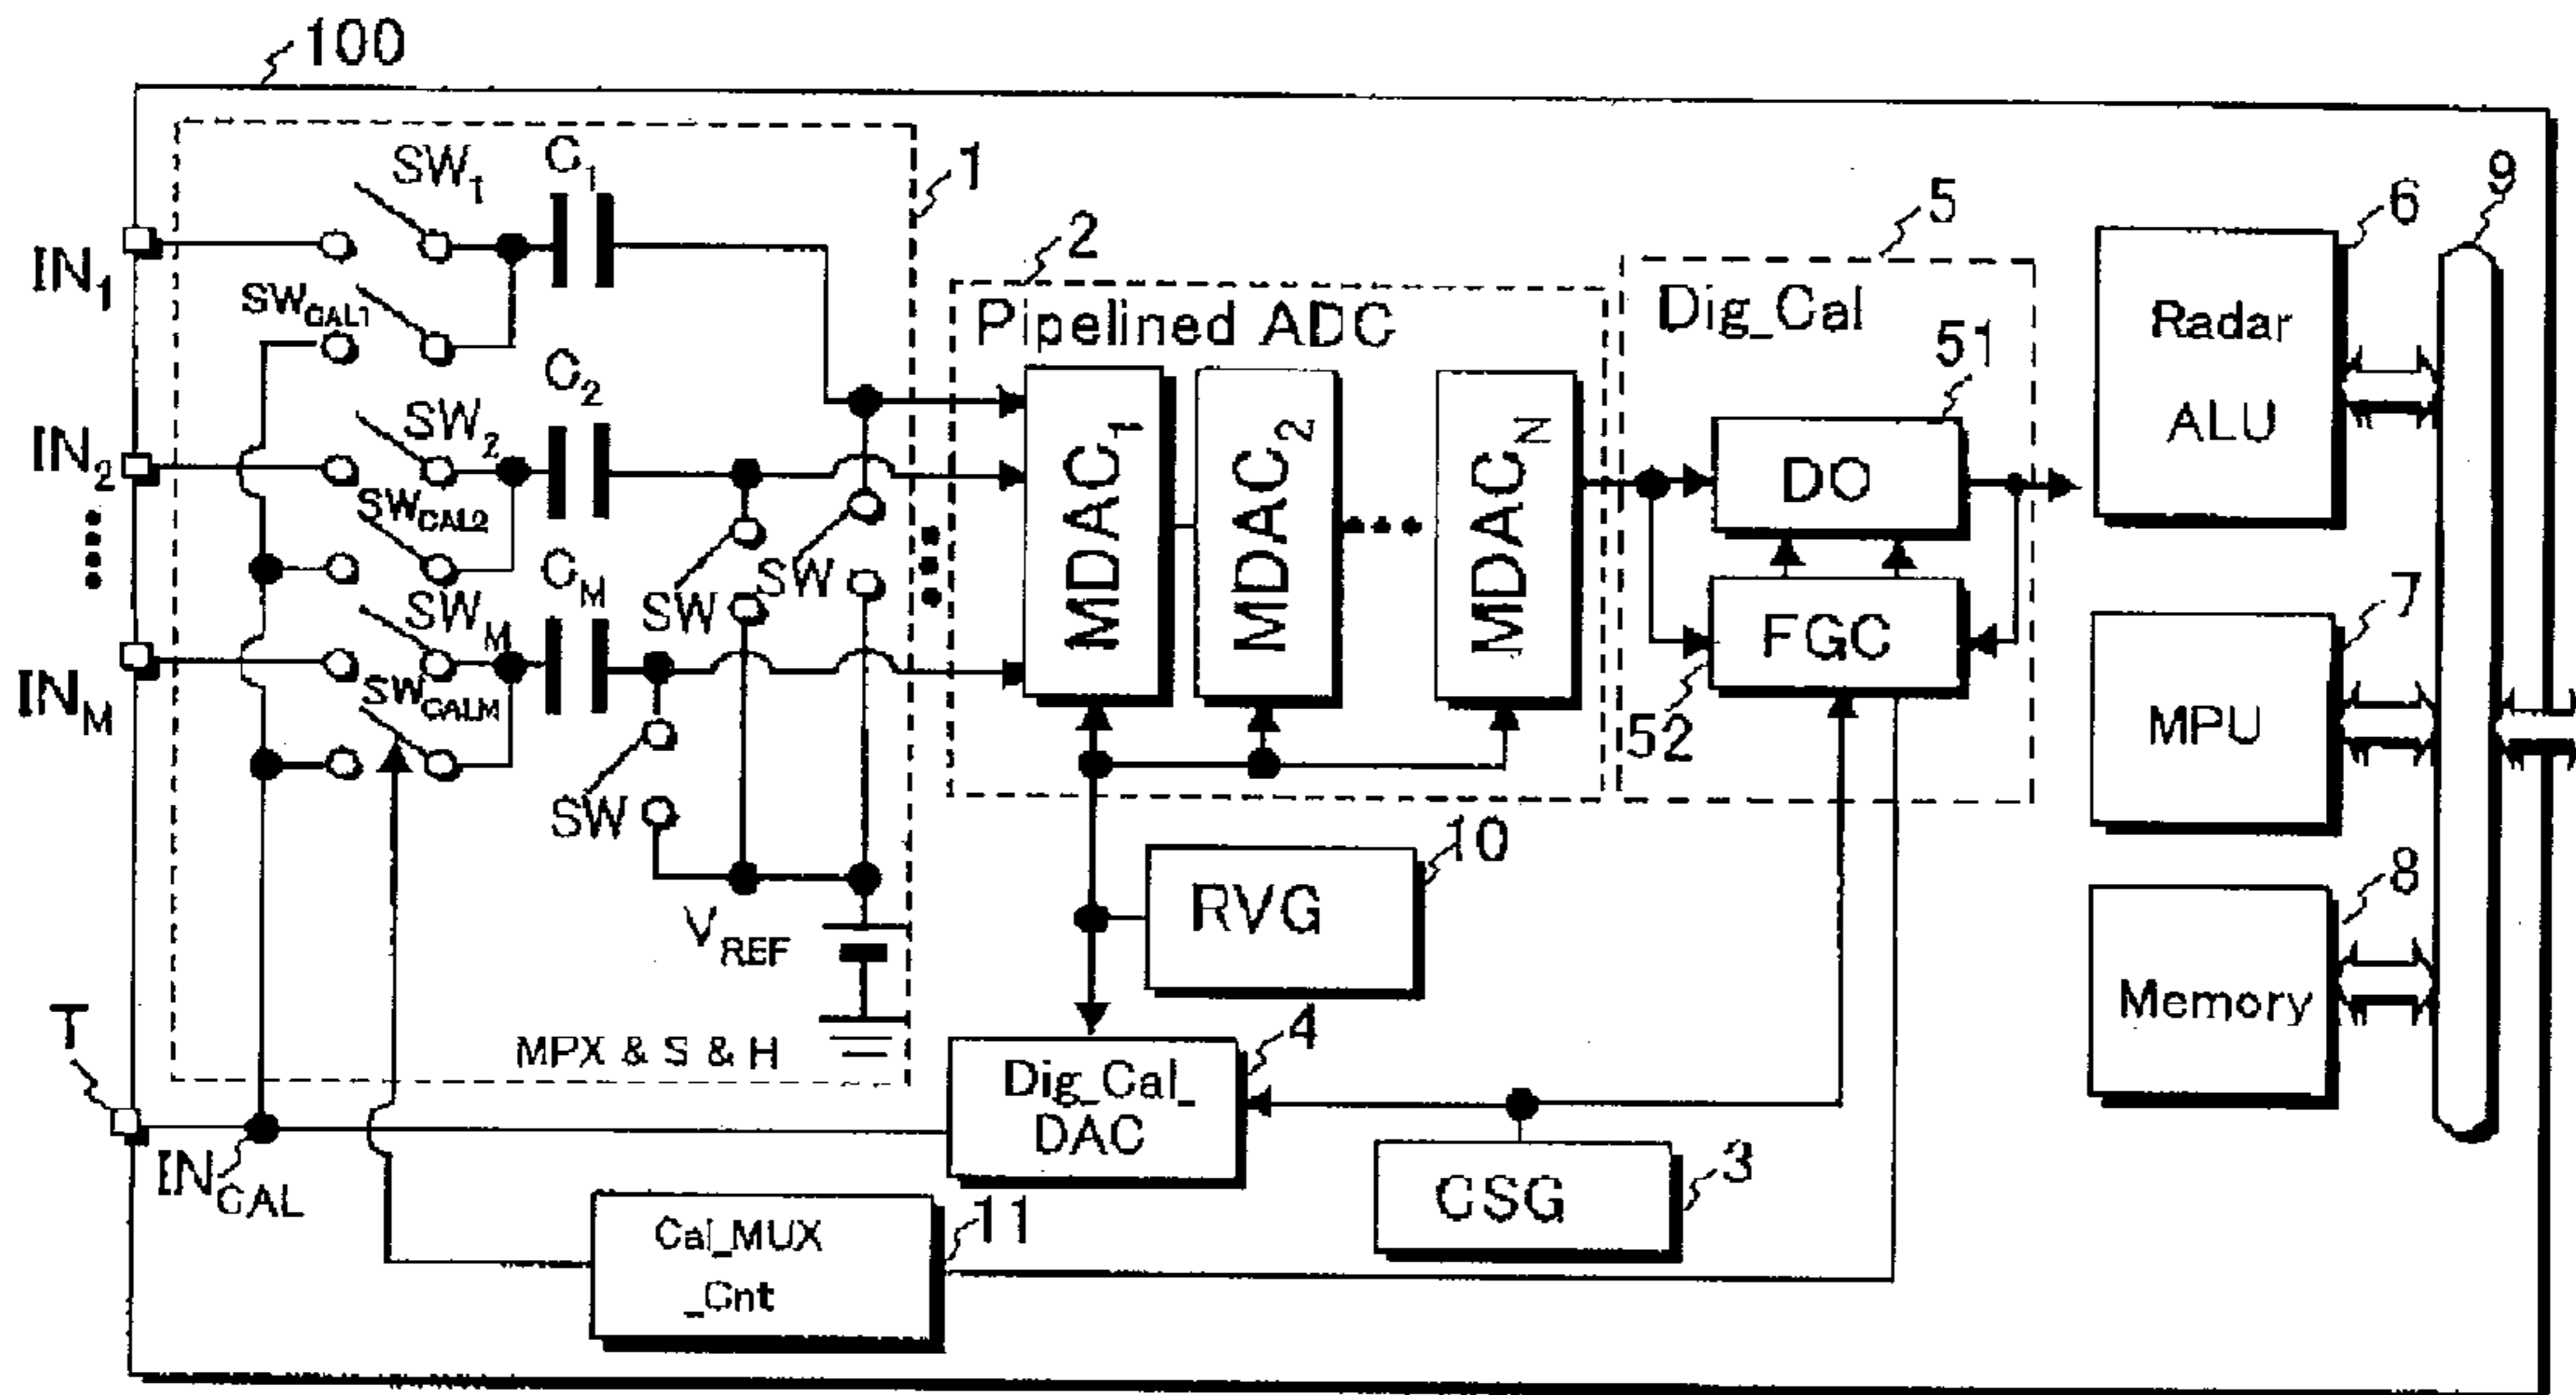 100
SW1
C1
1
IN1
SWCAL1
2
Pipelined ADC
5
Dig_Cal
6
9
Radar
ALU
C2
SW2
IN2
SWCAL2
MDAC1
MDAC2
MDACN
51
DO
CM
SWM
SW
SW
FGC
52
7
MPU
INM
SWCALM
SW
VREF
10
RVG
8
Memory
MPX & S & H
T
4
Dig_Cal_
DAC
INCAL
3
CSG
11
Cal_MUX
_Cnt